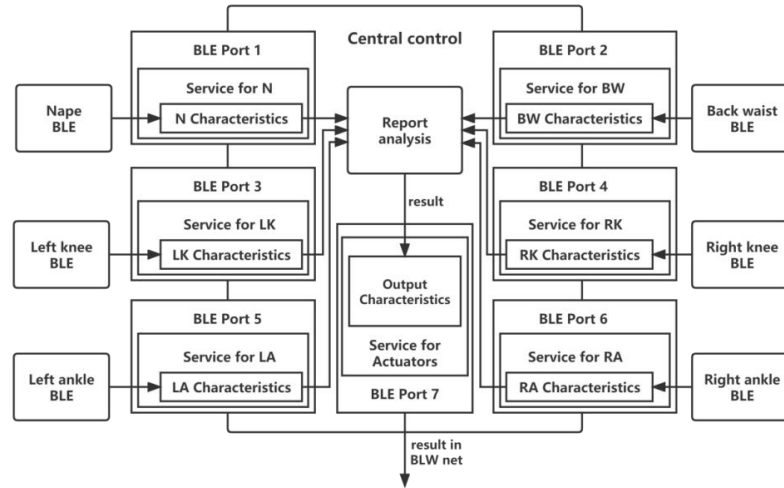 Central control
BLE Port 1
Service for N
N Characteristics
Nape
BLE
BLE Port 2
Service for BW
BW Characteristics
Back waist
BLE
Report
analysis
result
BLE Port 3
Service for LK
LK Characteristics
Left knee
BLE
BLE Port 4
Service for RK
RK Characteristics
Right knee
BLE
Output
Characteristics
Service for
Actuators
BLE Port 7
BLE Port 5
Service for LA
LA Characteristics
Left ankle
BLE
BLE Port 6
Service for RA
RA Characteristics
Right ankle
BLE
result in
BLW net